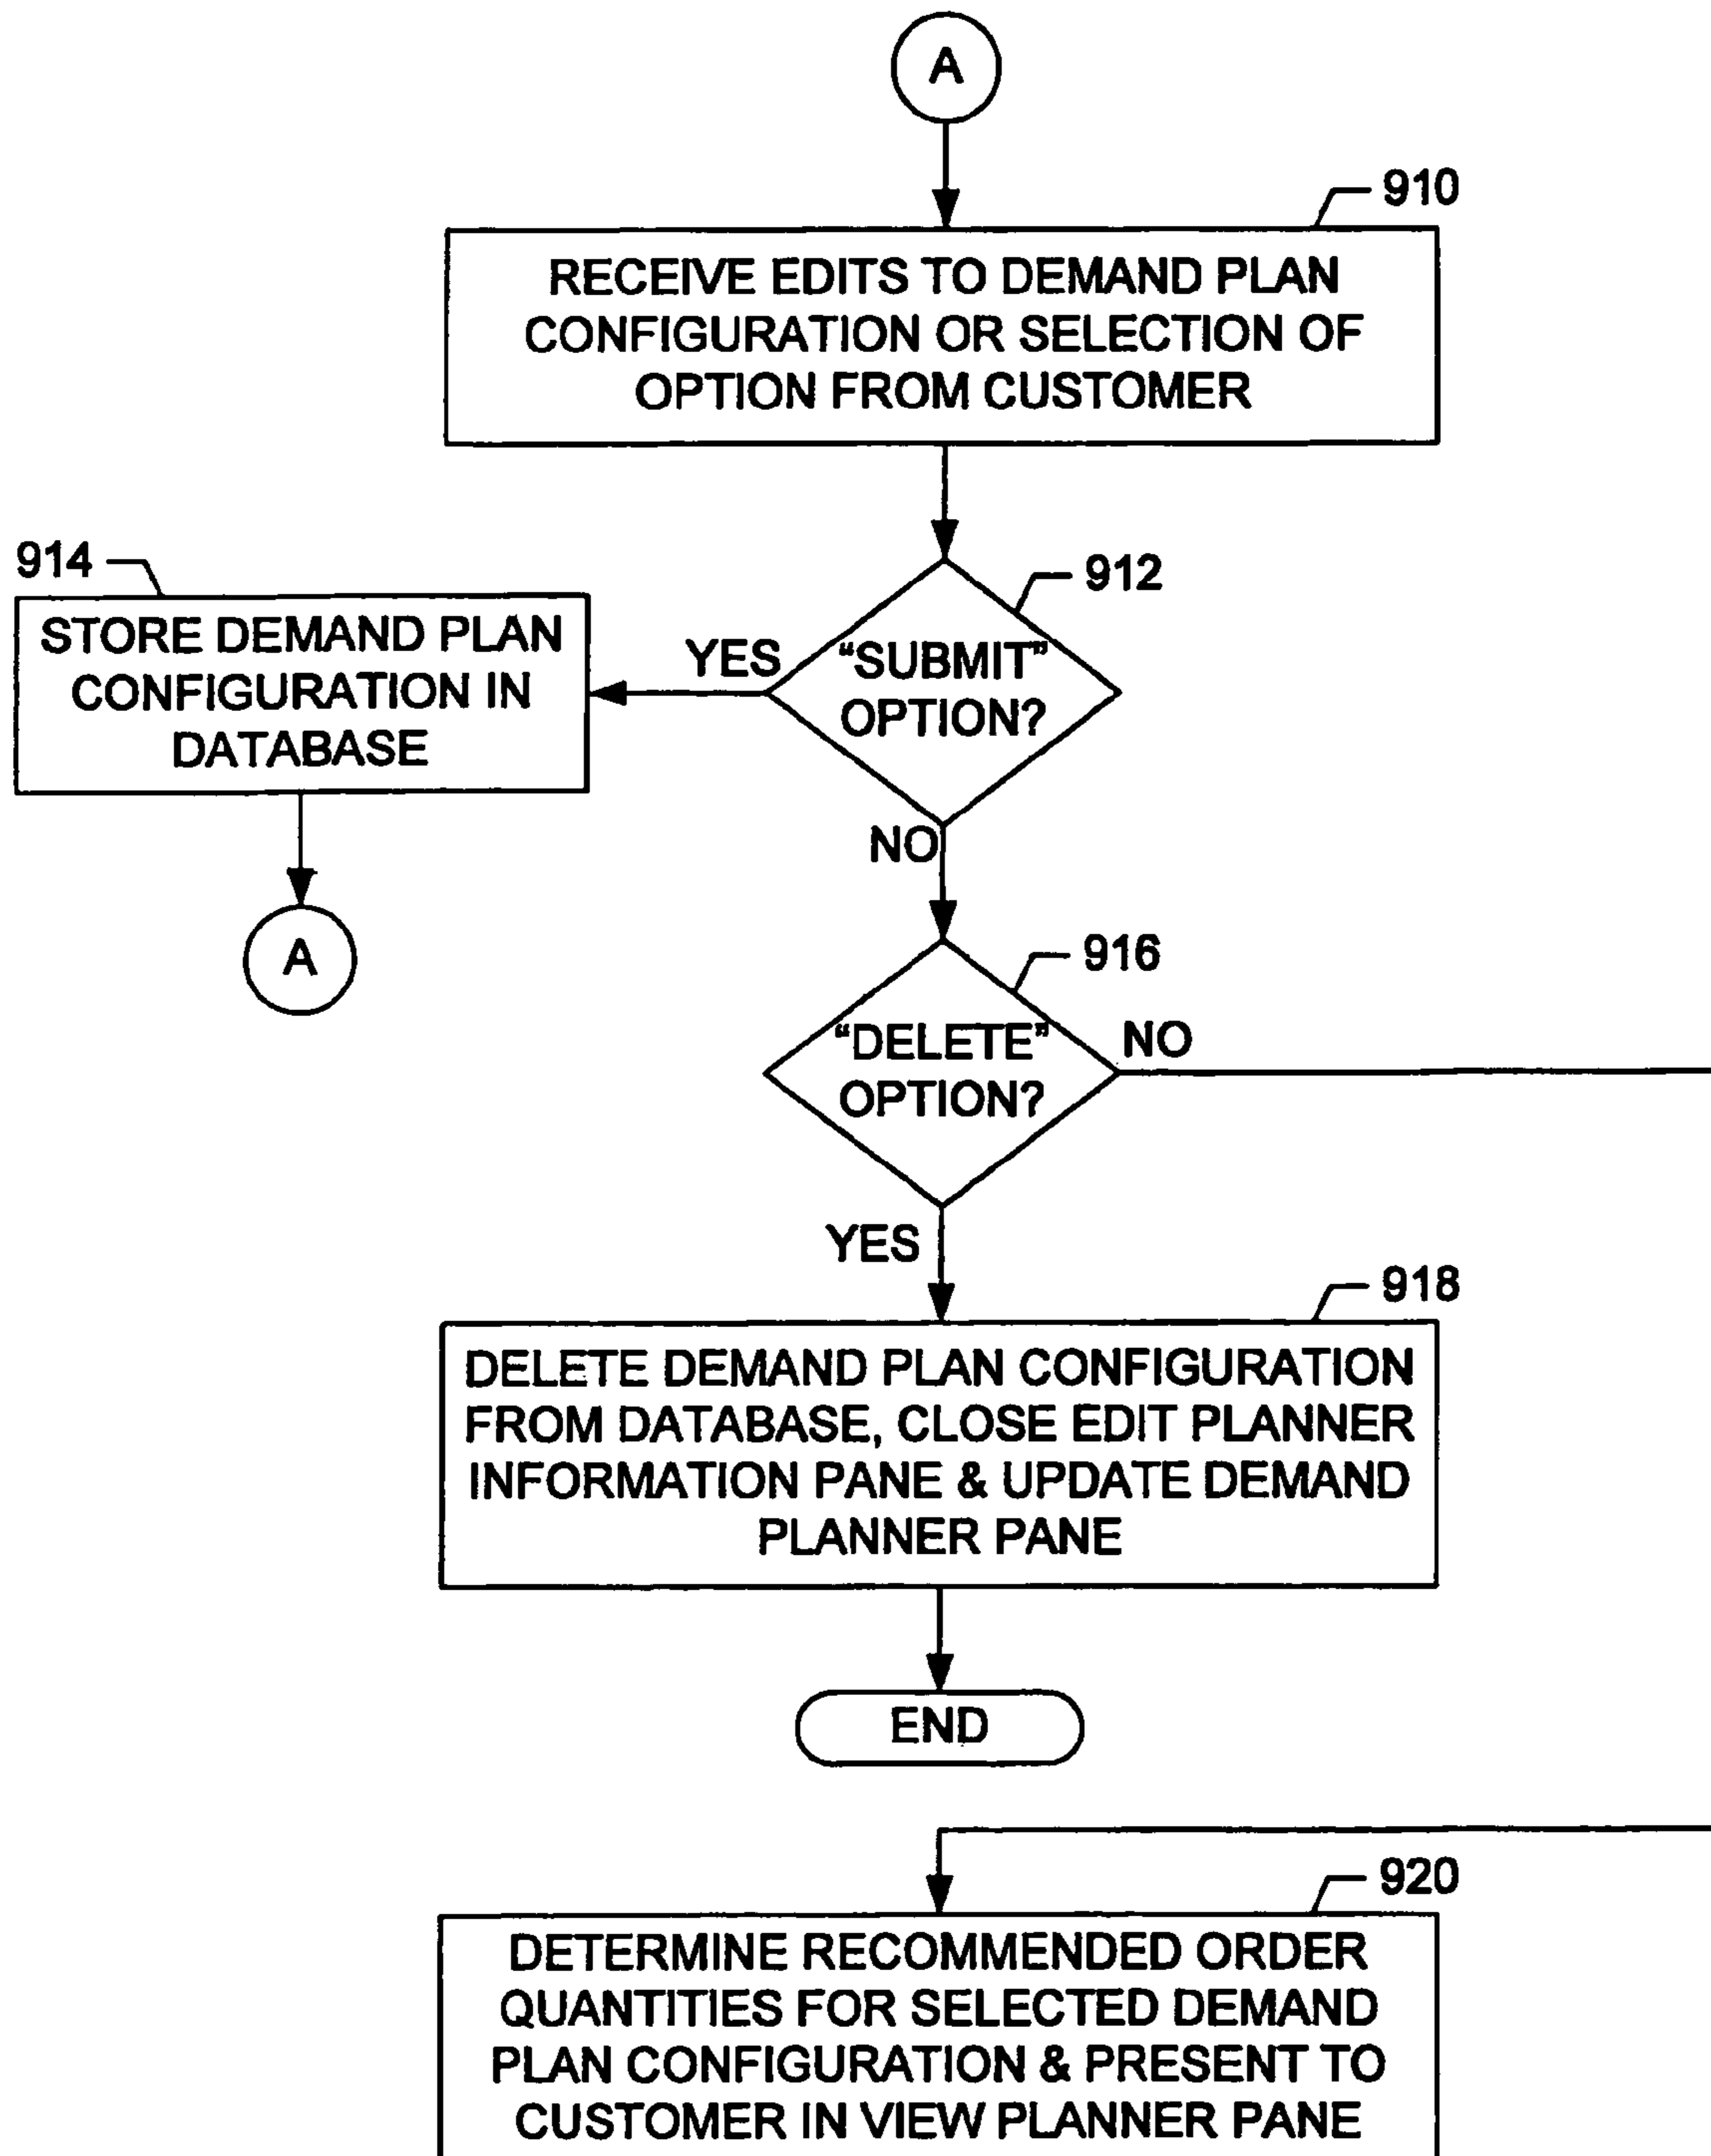 A
910
RECEIVE EDITS TO DEMAND PLAN
CONFIGURATION OR SELECTION OF
OPTION FROM CUSTOMER
912
"SUBMIT"
OPTION?
YES
914
STORE DEMAND PLAN
CONFIGURATION IN
DATABASE
A
NO
916
"DELETE"
OPTION?
NO
YES
918
DELETE DEMAND PLAN CONFIGURATION
FROM DATABASE, CLOSE EDIT PLANNER
INFORMATION PANE & UPDATE DEMAND
PLANNER PANE
END
920
DETERMINE RECOMMENDED ORDER
QUANTITIES FOR SELECTED DEMAND
PLAN CONFIGURATION & PRESENT TO
CUSTOMER IN VIEW PLANNER PANE